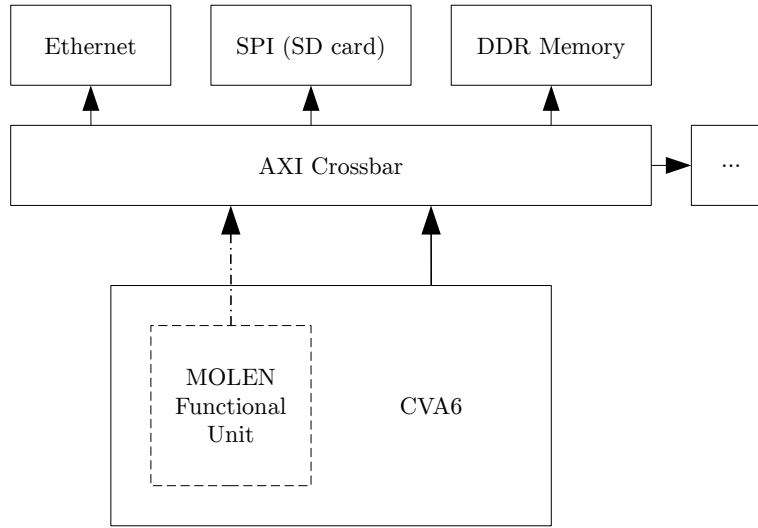 Ethernet
SPI (SD card)
DDR Memory
AXI Crossbar
...
MOLEN
Functional
Unit
CVA6